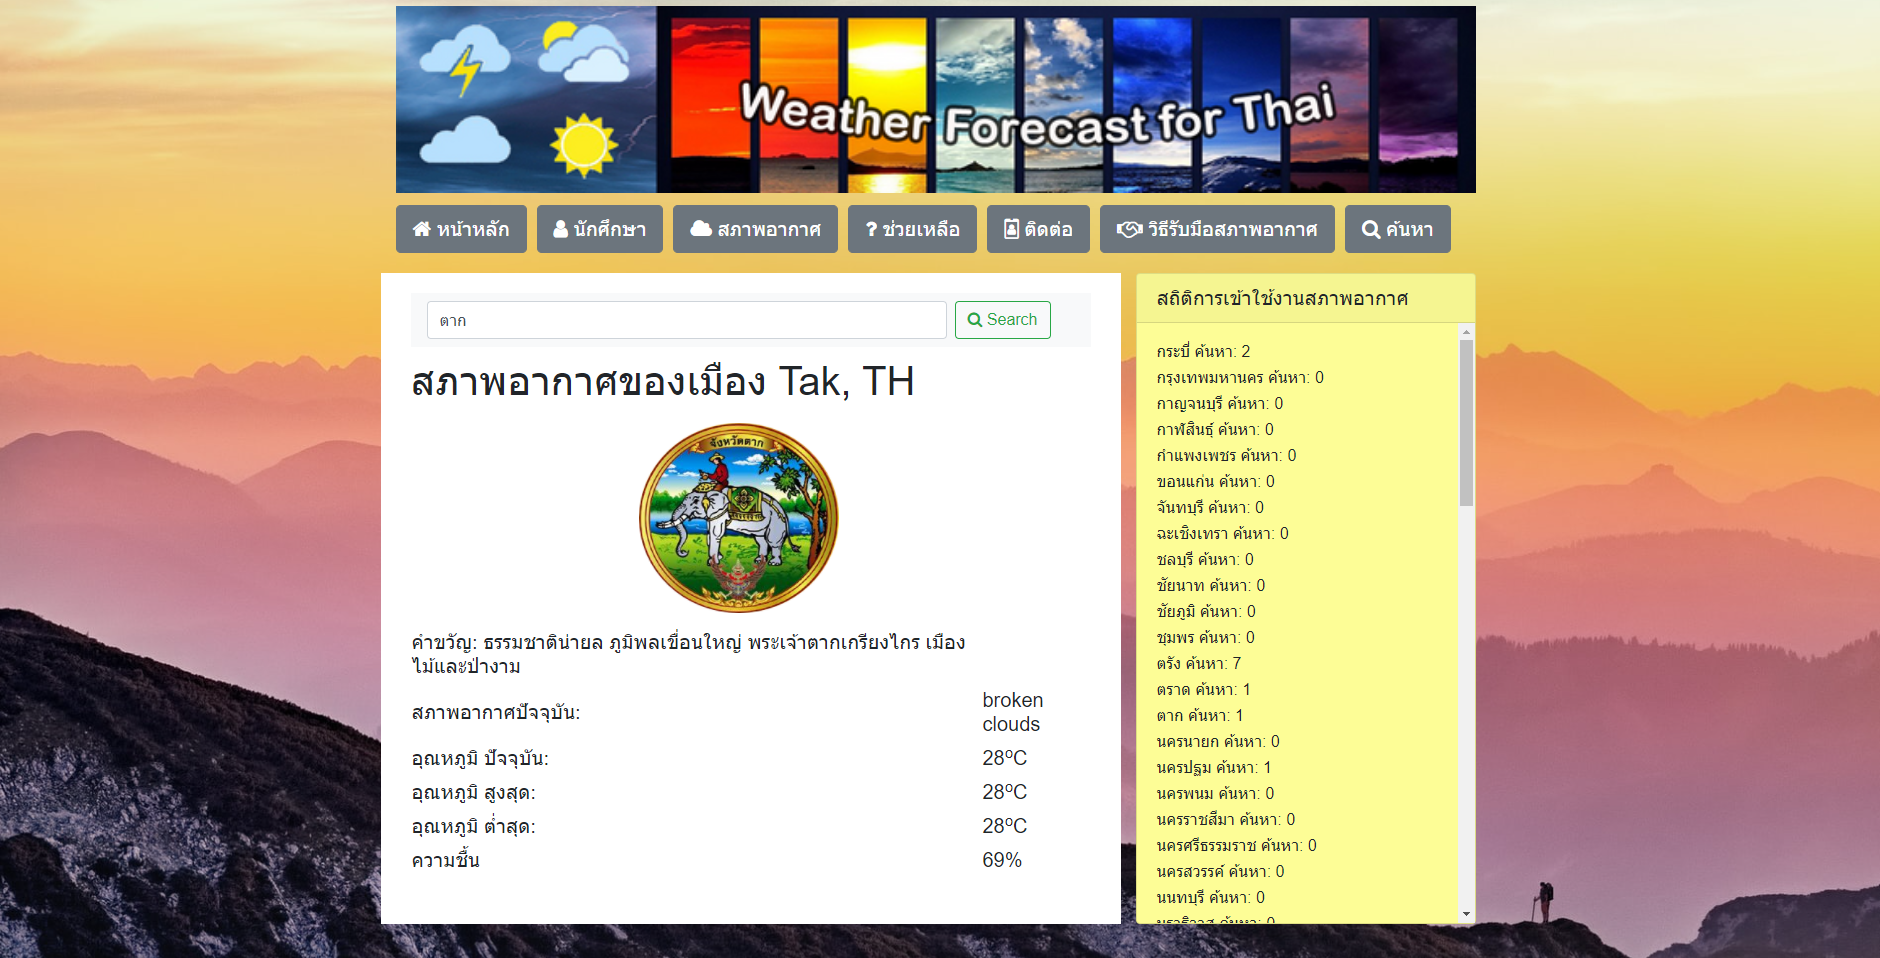 Weather Forecast for Thai
หน้าหลัก
นักศึกษา
สภาพอากาศ
? ช่วยเหลือ
ติดต่อ
วิธีรับมือสภาพอากาศ
ค้นหา
ตาก
Search
สภาพอากาศของเมือง Tak, TH
จังหวัดตาก
คำขวัญ: ธรรมชาติน่ายล ภูมิพลเขื่อนใหญ่ พระเจ้าตากเกรียงไกร เมือง
ไม้และป่างาม
สภาพอากาศปัจจุบัน:
broken
clouds
อุณหภูมิ ปัจจุบัน: 28°C
อุณหภูมิ สูงสุด: 28°C
อุณหภูมิ ต่ำสุด: 28°C
ความชื้น 69%
สถิติการเข้าใช้งานสภาพอากาศ
กระบี่ ค้นหา: 2
กรุงเทพมหานคร ค้นหา: 0
กาญจนบุรี ค้นหา: 0
กาฬสินธุ์ ค้นหา: 0
กำแพงเพชร ค้นหา: 0
ขอนแก่น ค้นหา: 0
จันทบุรี ค้นหา: 0
ฉะเชิงเทรา ค้นหา: 0
ชลบุรี ค้นหา: 0
ชัยนาท ค้นหา: 0
ชัยภูมิ ค้นหา: 0
ชุมพร ค้นหา: 0
ตรัง ค้นหา: 7
ตราด ค้นหา: 1
ตาก ค้นหา: 1
นครนายก ค้นหา: 0
นครปฐม ค้นหา: 1
นครพนม ค้นหา: 0
นครราชสีมา ค้นหา: 0
นครศรีธรรมราช ค้นหา: 0
นครสวรรค์ ค้นหา: 0
นนทบุรี ค้นหา: 0
นราธิวาส ค้นหา: 0